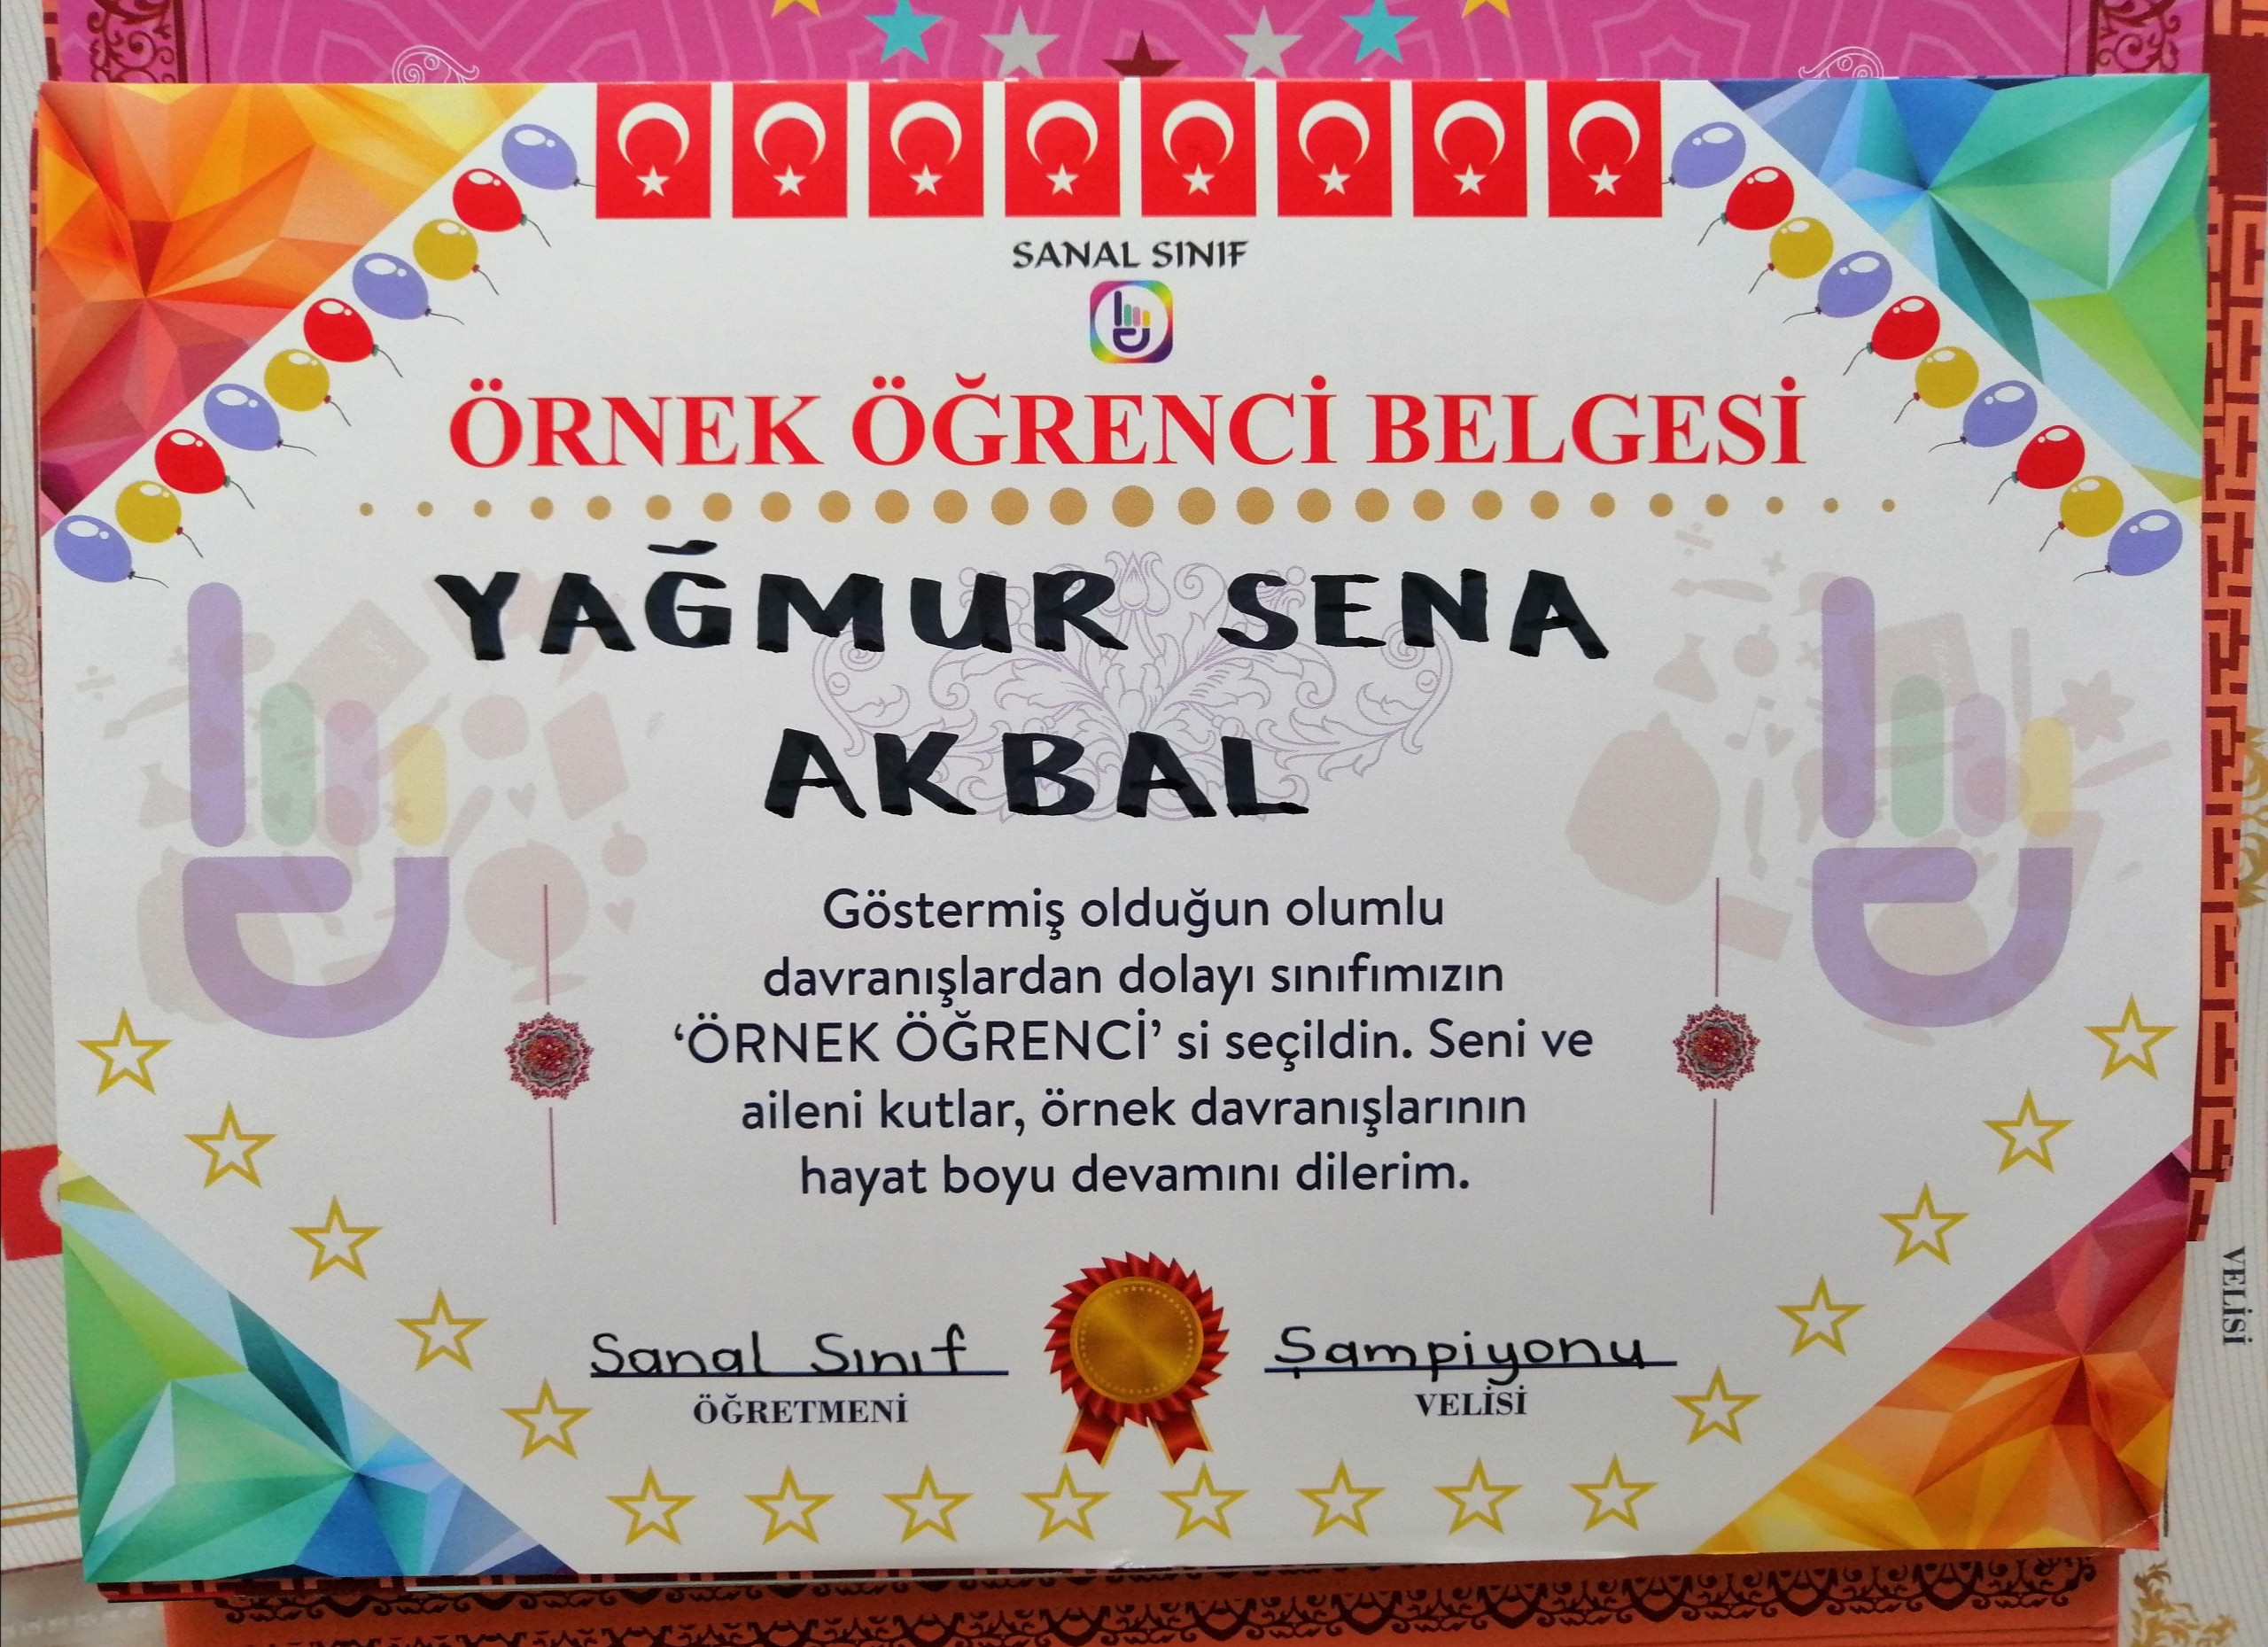 SANAL SINIF
ÖRNEK ÖĞRENCİ BELGESİ
YAĞMUR SENA
AKBAL
Göstermiş olduğun olumlu
davranışlardan dolayı sınıfımızın
‘ÖRNEK ÖĞRENCİ’ si seçildin. Seni ve
aileni kutlar, örnek davranışlarının
hayat boyu devamını dilerim.
Sanal Sınıf
ÖĞRETMENİ
Şampiyonu
VELİSİ
VELİSİ